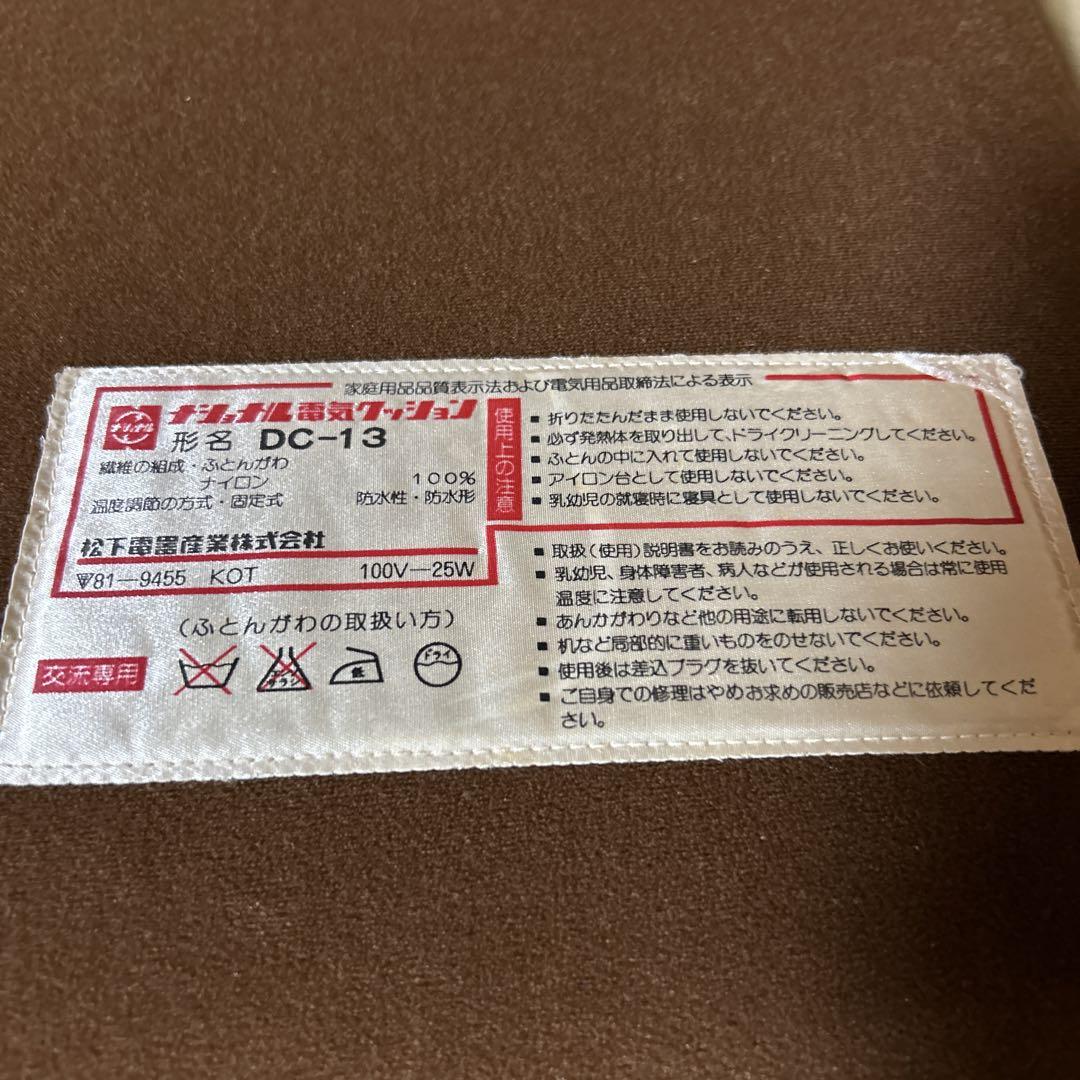 家庭用品品質表示法および電気用品取締法による表示
ナショナル
ナショナル電気クッション
形名 DC-13
繊維の組成・ふとんがわ
ナイロン 100%
温度調節の方式・固定式 防水性・防水形
松下電器産業株式会社
81-9455 KOT 100V-25W
使用上の注意
■ 折りたたんだまま使用しないでください。
■ 必ず発熱体を取り出して、ドライクリーニングしてください。
■ ふとんの中に入れて使用しないでください。
■ アイロン台として使用しないでください。
■ 乳幼児の就寝時に寝具として使用しないでください。
■ 取扱(使用)説明書をお読みのうえ、正しくお使いください。
■ 乳幼児、身体障害者、病人などが使用される場合は常に使用
温度に注意してください。
■ あんかがわりなど他の用途に転用しないでください。
■ 机など局部的に重いものをのせないでください。
■ 使用後は差込プラグを抜いてください。
■ ご自身での修理はやめお求めの販売店などに依頼してくだ
さい。
(ふとんがわの取扱い方)
交流専用
エンソサラシ
低
ドライ